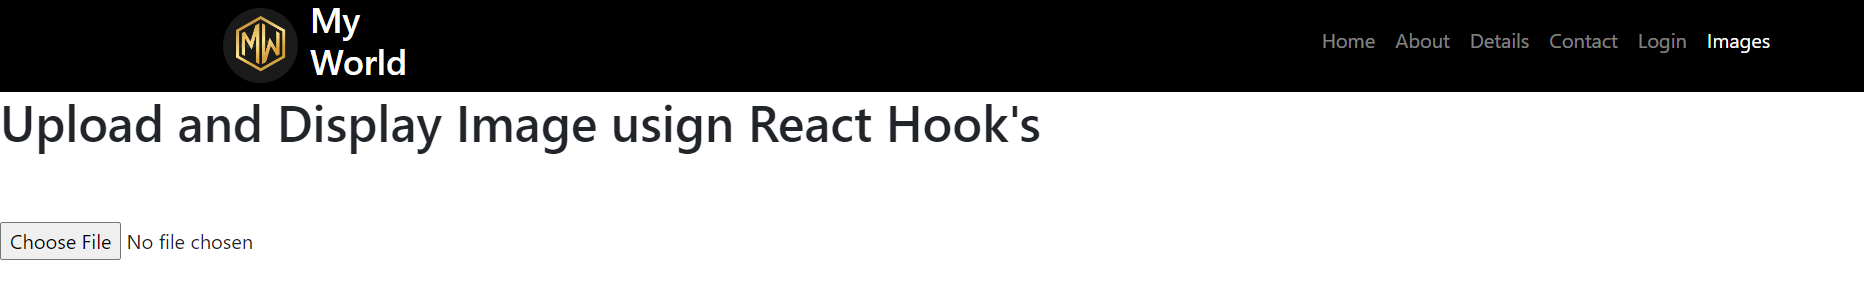 MW
My
World
Home About Details Contact Login Images
Upload and Display Image usign React Hook's
Choose File No file chosen